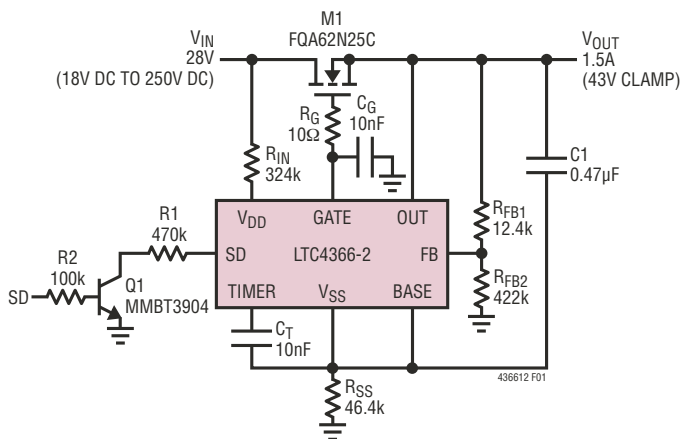 M1
FQA62N25C
V_IN
28V
(18V DC TO 250V DC)
V_OUT
1.5A
(43V CLAMP)
R_G
10Ω
C_G
10nF
R_IN
324k
C1
0.47µF
R_FB1
12.4k
V_DD GATE OUT
R1
470k
SD LTC4366-2 FB
R2
100k
SD
Q1
MMBT3904
TIMER V_SS BASE
R_FB2
422k
C_T
10nF
436612 F01
R_SS
46.4k